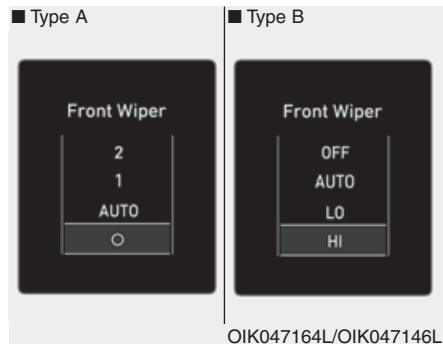 ■ Type A
Front Wiper
2
1
AUTO
O
■ Type B
Front Wiper
OFF
AUTO
LO
HI
OIK047164L/OIK047146L